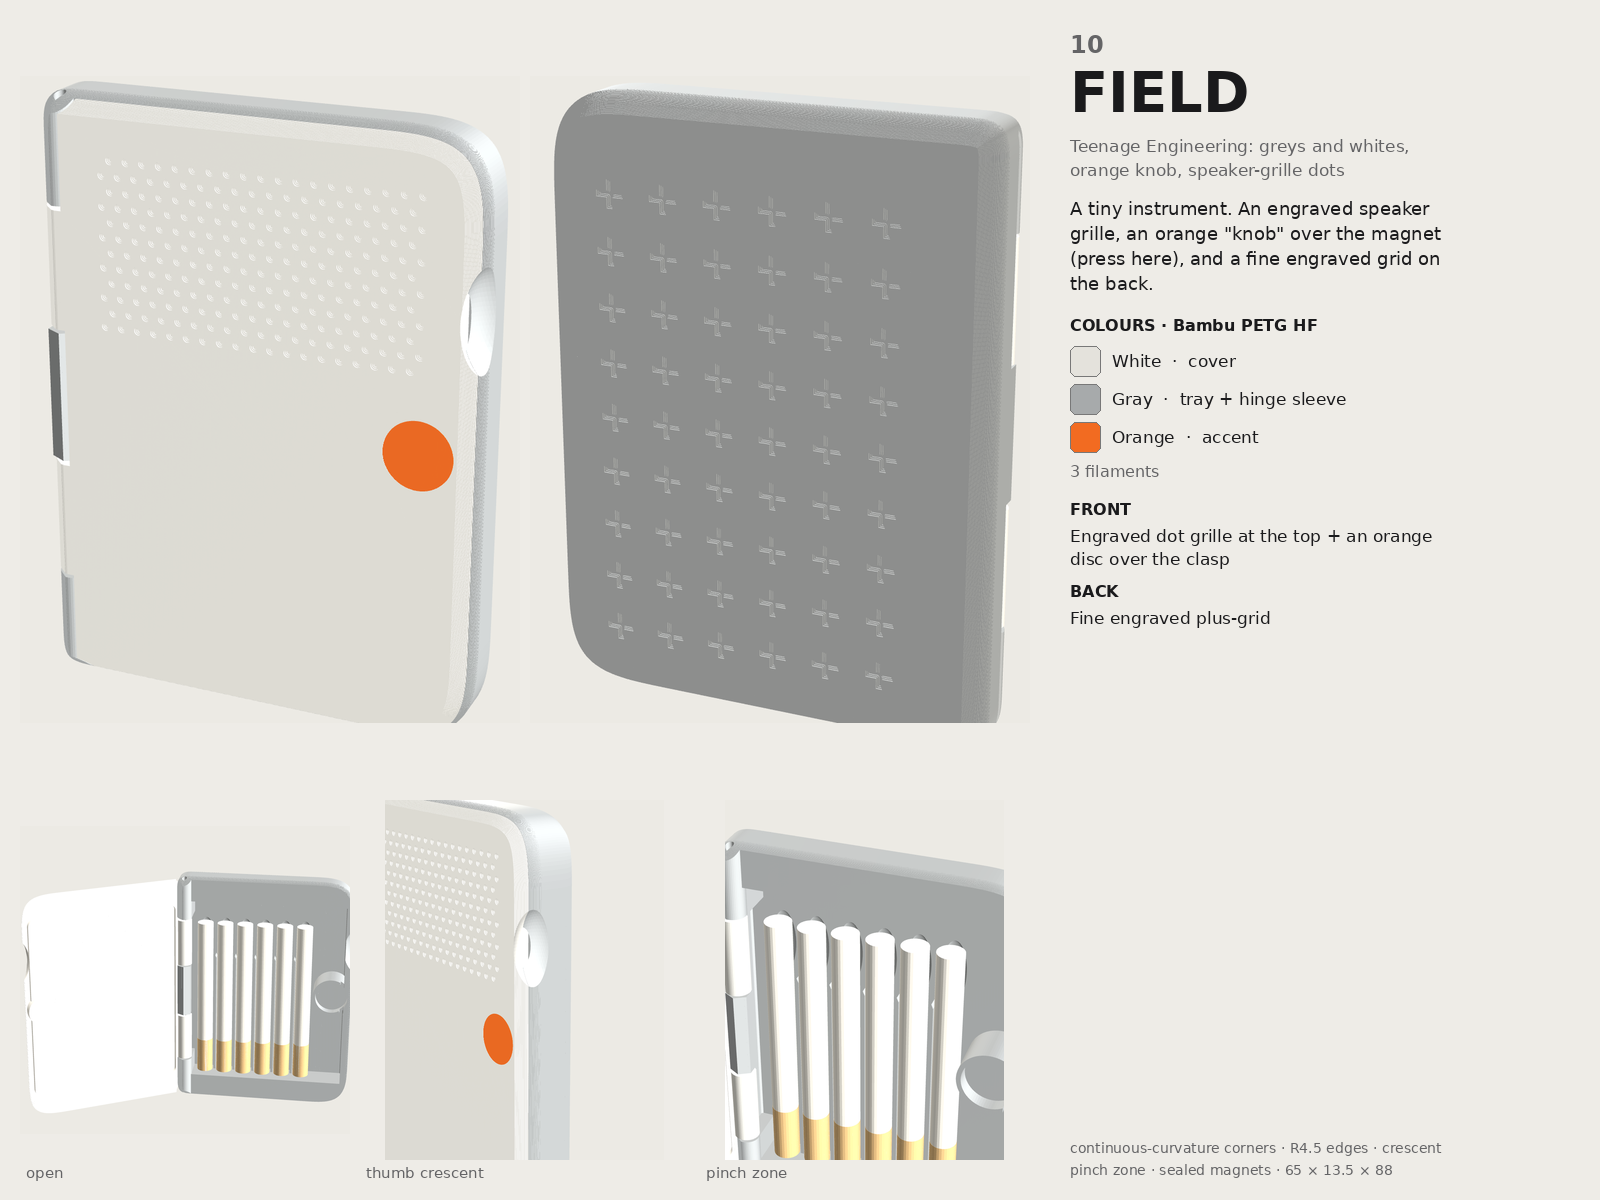 10
FIELD
Teenage Engineering: greys and whites,
orange knob, speaker-grille dots
A tiny instrument. An engraved speaker
grille, an orange "knob" over the magnet
(press here), and a fine engraved grid on
the back.
COLOURS · Bambu PETG HF
White · cover
Gray · tray + hinge sleeve
Orange · accent
3 filaments
FRONT
Engraved dot grille at the top + an orange
disc over the clasp
BACK
Fine engraved plus-grid
open
thumb crescent
pinch zone
continuous-curvature corners · R4.5 edges · crescent
pinch zone · sealed magnets · 65 × 13.5 × 88